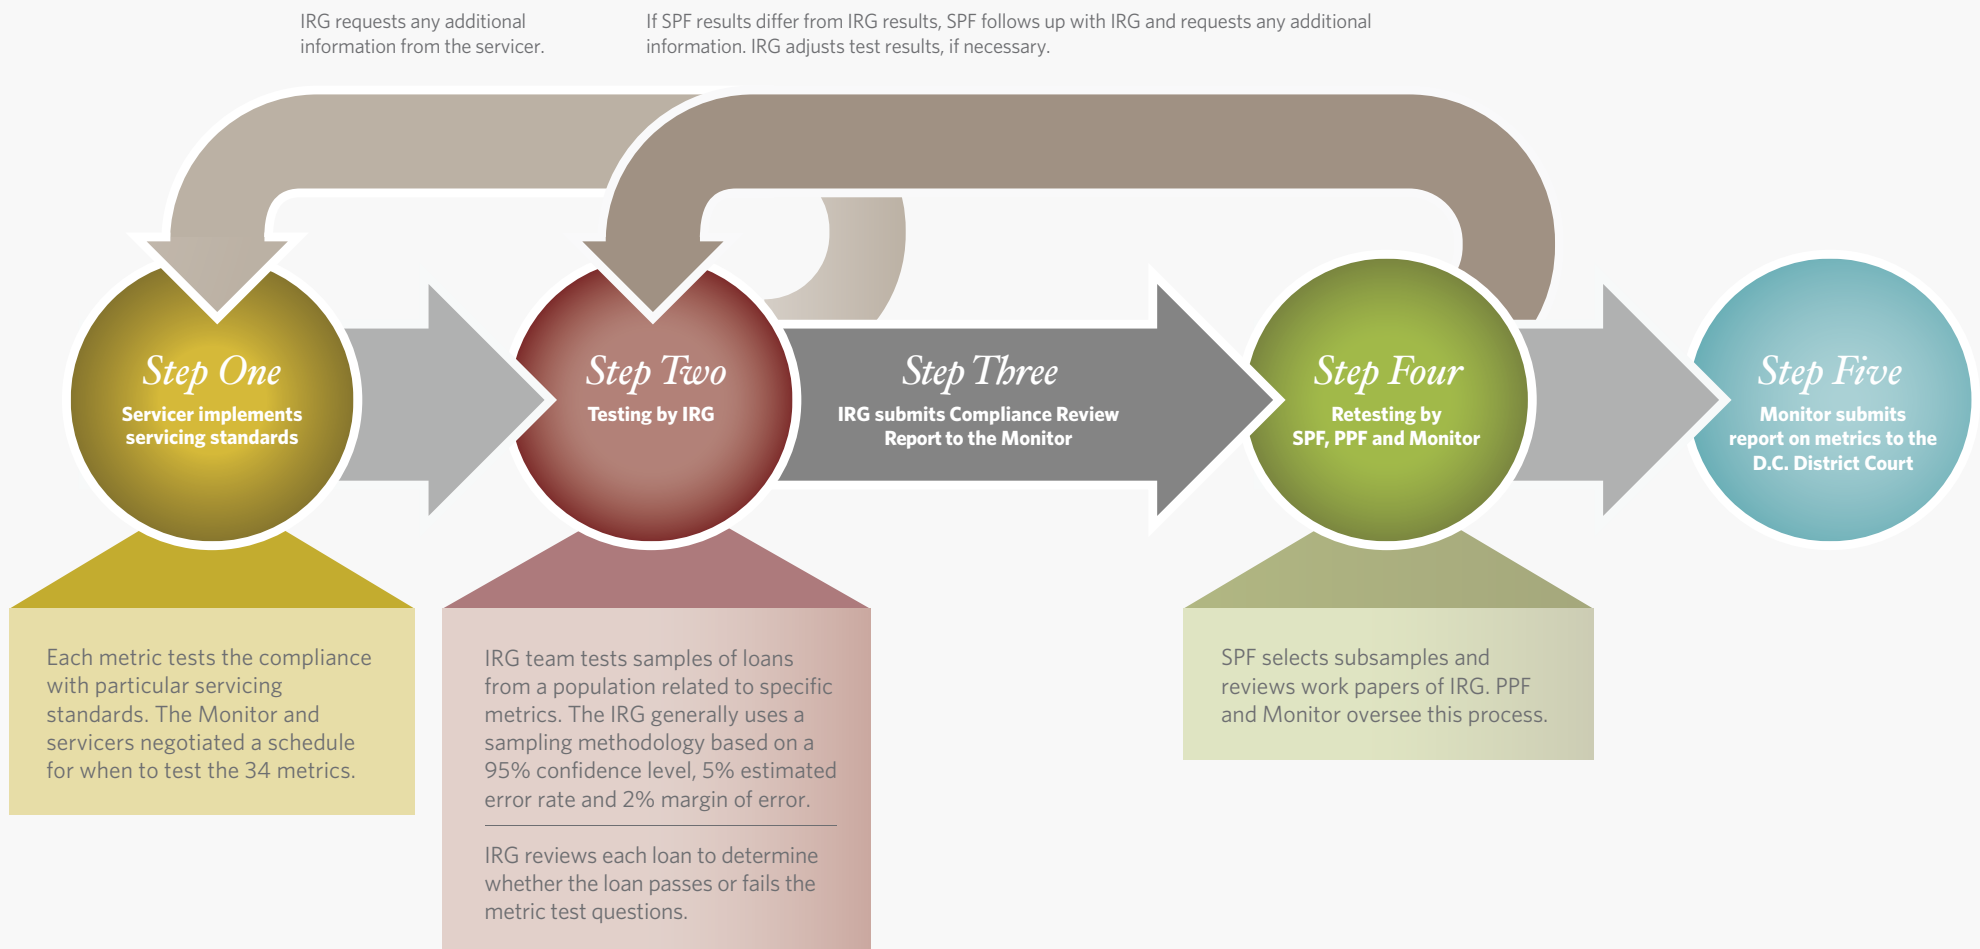 IRG requests any additional
information from the servicer.
If SPF results differ from IRG results, SPF follows up with IRG and requests any additional
information. IRG adjusts test results, if necessary.
Step One
Servicer implements
servicing standards
Step Two
Testing by IRG
Step Three
IRG submits Compliance Review
Report to the Monitor
Step Four
Retesting by
SPF, PPF and Monitor
Step Five
Monitor submits
report on metrics to the
D.C. District Court
Each metric tests the compliance
with particular servicing
standards. The Monitor and
servicers negotiated a schedule
for when to test the 34 metrics.
IRG team tests samples of loans
from a population related to specific
metrics. The IRG generally uses a
sampling methodology based on a
95% confidence level, 5% estimated
error rate and 2% margin of error.
IRG reviews each loan to determine
whether the loan passes or fails the
metric test questions.
SPF selects subsamples and
reviews work papers of IRG. PPF
and Monitor oversee this process.